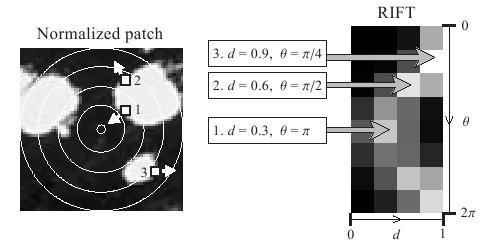 Normalized patch
2
1
3
3. d = 0.9, θ = π/4
2. d = 0.6, θ = π/2
1. d = 0.3, θ = π
RIFT
0
θ
2π
0
d
1